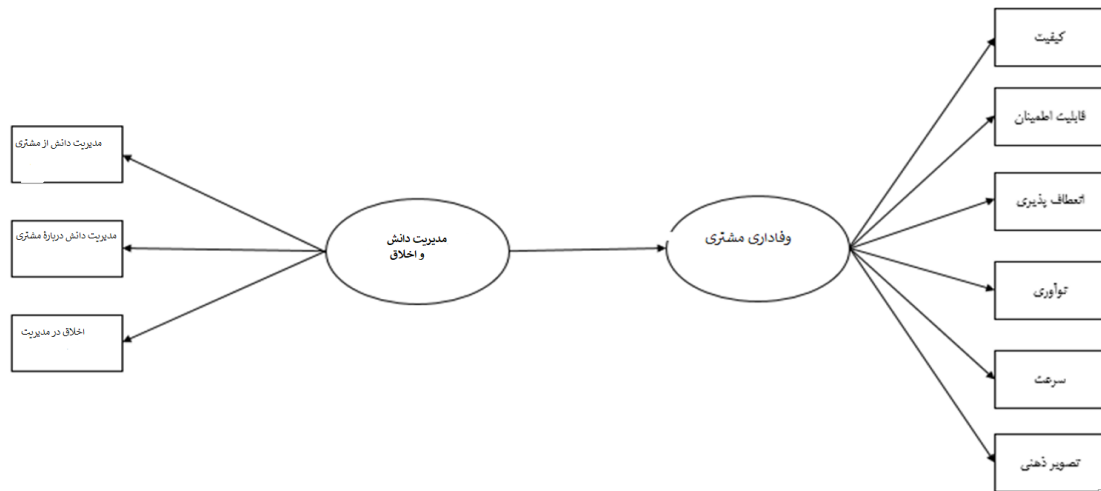 کیفیت
قابلیت اطمینان
انعطاف پذیری
نوآوری
سرعت
تصویر ذهنی
وفاداری مشتری
مدیریت دانش
و اخلاق
مدیریت دانش از مشتری
مدیریت دانش دربارهٔ مشتری
اخلاق در مدیریت